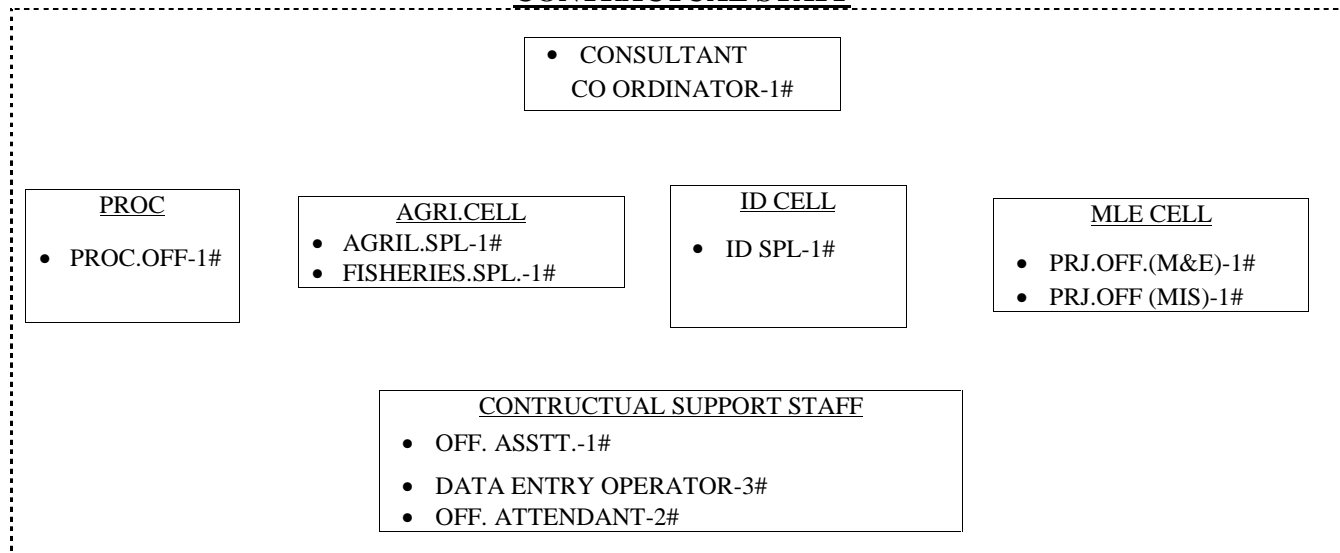 • CONSULTANT
CO ORDINATOR-1#
PROC
• PROC.OFF-1#
AGRI.CELL
• AGRIL.SPL-1#
• FISHERIES.SPL.-1#
ID CELL
• ID SPL-1#
MLE CELL
• PRJ.OFF.(M&E)-1#
• PRJ.OFF (MIS)-1#
CONTRUCTUAL SUPPORT STAFF
• OFF. ASSTT.-1#
• DATA ENTRY OPERATOR-3#
• OFF. ATTENDANT-2#